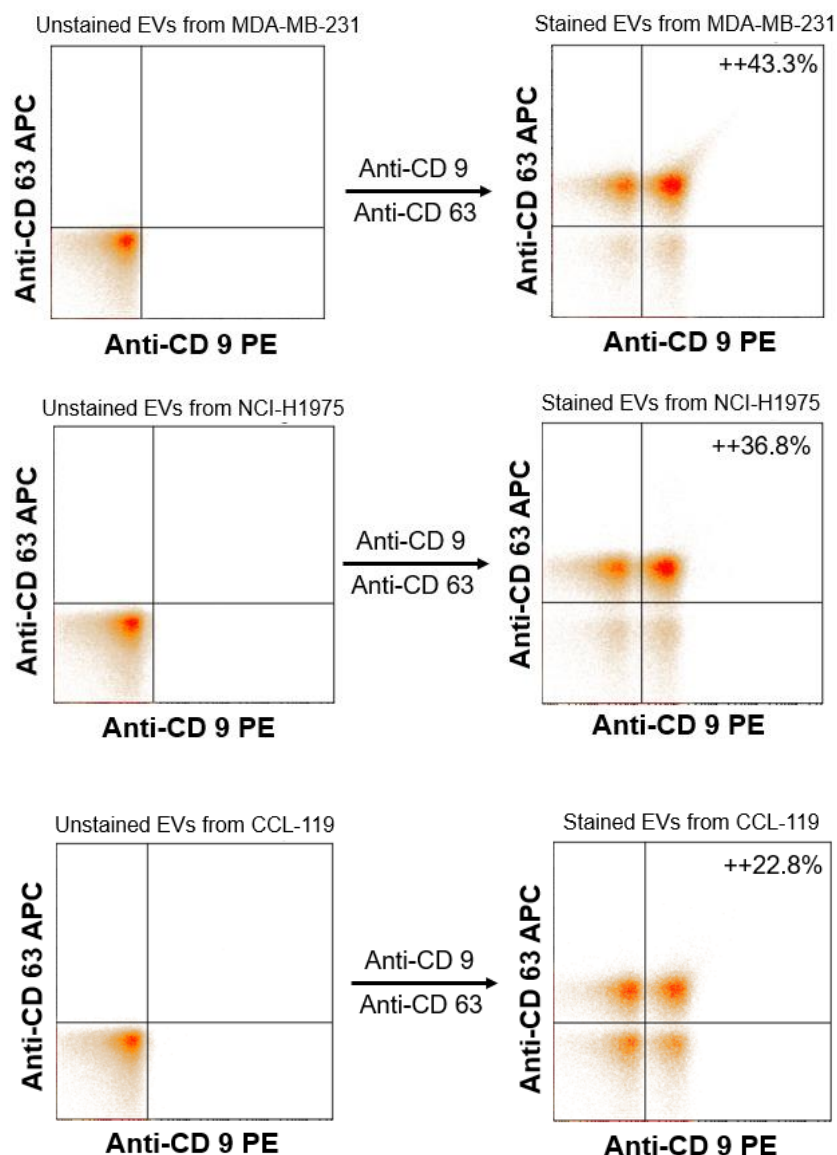 Unstained EVs from MDA-MB-231
Stained EVs from MDA-MB-231
Anti-CD 63 APC
Anti-CD 9 PE
Anti-CD 9
Anti-CD 63
Anti-CD 63 APC
++43.3%
Anti-CD 9 PE
Unstained EVs from NCI-H1975
Stained EVs from NCI-H1975
Anti-CD 63 APC
Anti-CD 9 PE
Anti-CD 9
Anti-CD 63
Anti-CD 63 APC
++36.8%
Anti-CD 9 PE
Unstained EVs from CCL-119
Stained EVs from CCL-119
Anti-CD 63 APC
Anti-CD 9 PE
Anti-CD 9
Anti-CD 63
Anti-CD 63 APC
++22.8%
Anti-CD 9 PE